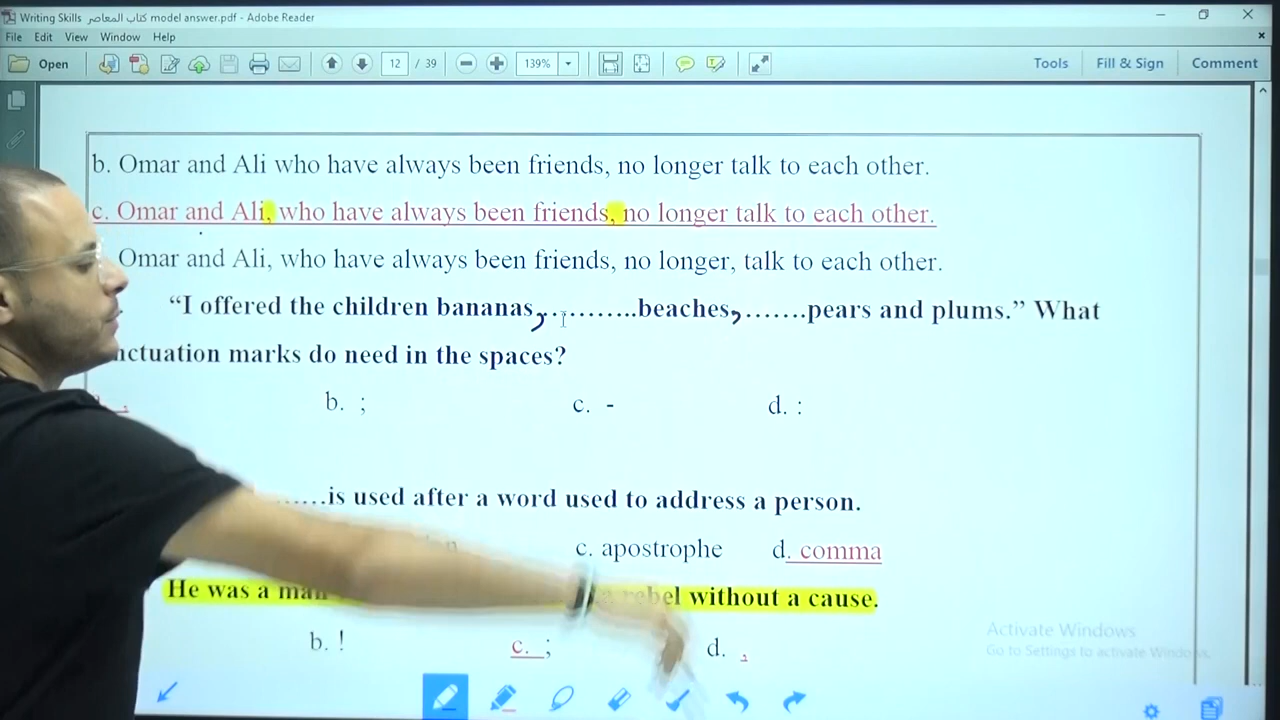 Writing Skills كتاب المعاصر model answer.pdf - Adobe Reader
File Edit View Window Help
Open 12 / 39 139% Tools Fill & Sign Comment
b. Omar and Ali who have always been friends, no longer talk to each other.
c. Omar and Ali, who have always been friends, no longer talk to each other.
Omar and Ali, who have always been friends, no longer, talk to each other.
“I offered the children bananas,……..beaches,…….pears and plums.” What
nctuation marks do need in the spaces?
, b. ; c. - d. :
……is used after a word used to address a person.
c. apostrophe d. comma
He was a man a rebel without a cause.
b. ! c. ; d. ,
Activate Windows
Go to Settings to activate Windows.